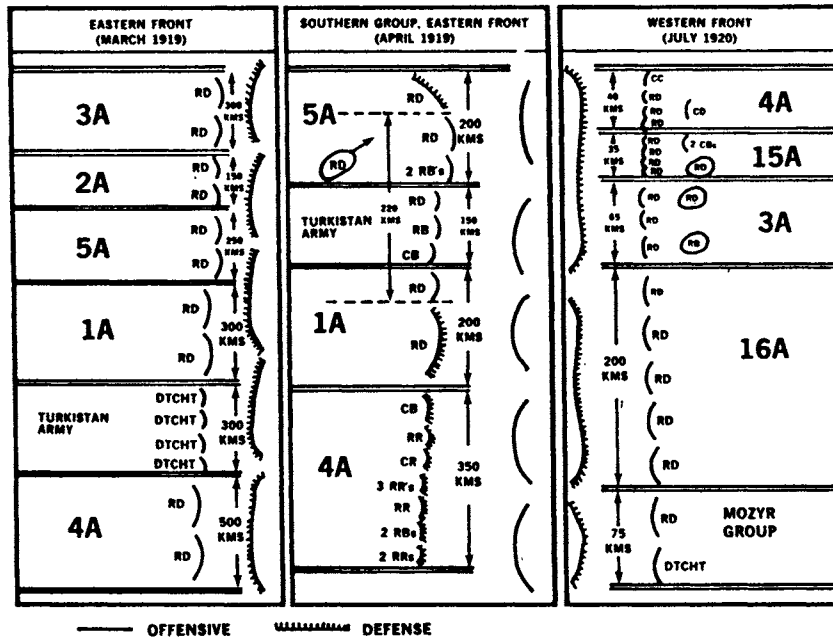 EASTERN FRONT
(MARCH 1919)
3A
RD
RD
300
KMS
2A
RD
RD
150
KMS
5A
RD
RD
250
KMS
1A
RD
RD
300
KMS
TURKISTAN
ARMY
DTCHT
DTCHT
DTCHT
DTCHT
300
KMS
4A
RD
RD
500
KMS
SOUTHERN GROUP, EASTERN FRONT
(APRIL 1919)
5A
RD
RD
RD
2 RB's
200
KMS
220
KMS
TURKISTAN
ARMY
RD
RB
CB
150
KMS
1A
RD
RD
200
KMS
4A
CB
RR
CR
3 RR's
RR
2 RBs
2 RRs
350
KMS
WESTERN FRONT
(JULY 1920)
CC
RD
RD
RD
CD
4A
KMS
RD
RD
RD
RD
2 CBs
RD
15A
35
KMS
RD
RD
RD
RD
3A
65
KMS
RD
RD
RD
RD
RD
16A
200
KMS
RD
DTCHT
MOZYR
GROUP
75
KMS
OFFENSIVE
DEFENSE